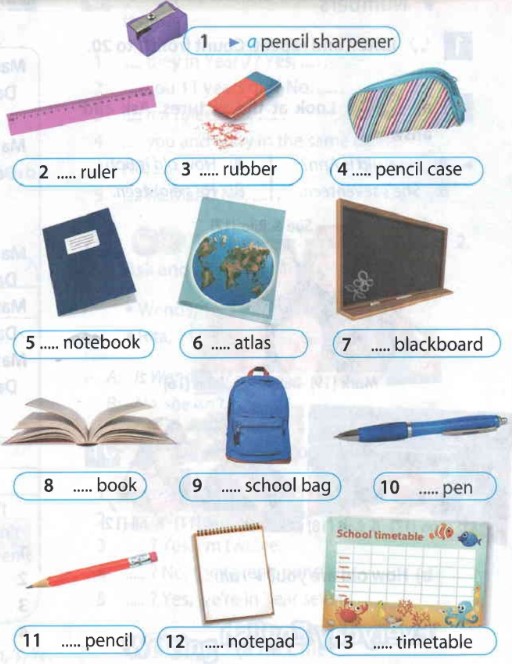 1 ► a pencil sharpener
2 ..... ruler
3 ..... rubber
4 ..... pencil case
5 ..... notebook
6 ..... atlas
7 ..... blackboard
8 ..... book
9 ..... school bag
10 ..... pen
School timetable
11 ..... pencil
12 ..... notepad
13 ..... timetable